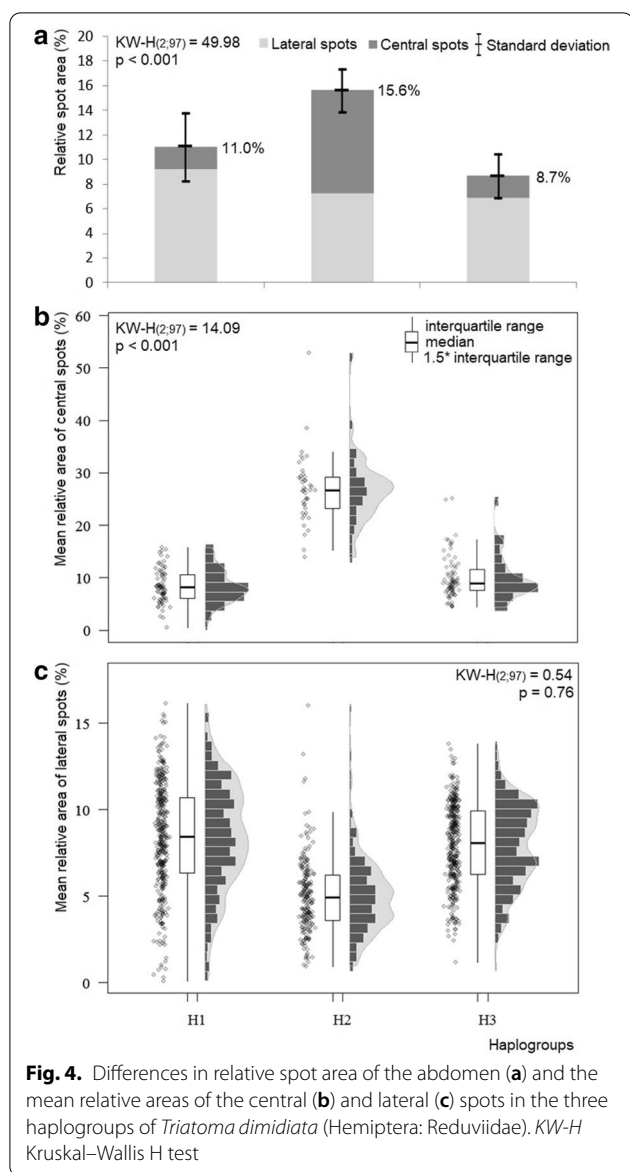 a
Relative spot area (%)
20
18
16
14
12
10
8
6
4
2
0
KW-H(2;97) = 49.98
p < 0.001
Lateral spots
Central spots
Standard deviation
11.0%
15.6%
8.7%
b
Mean relative area of central spots (%)
60
50
40
30
20
10
0
KW-H(2;97) = 14.09
p < 0.001
interquartile range
median
1.5* interquartile range
c
Mean relative area of lateral spots (%)
15
10
5
0
KW-H(2;97) = 0.54
p = 0.76
H1
H2
H3
Haplogroups
Fig. 4. Differences in relative spot area of the abdomen (a) and the
mean relative areas of the central (b) and lateral (c) spots in the three
haplogroups of Triatoma dimidiata (Hemiptera: Reduviidae). KW-H
Kruskal–Wallis H test